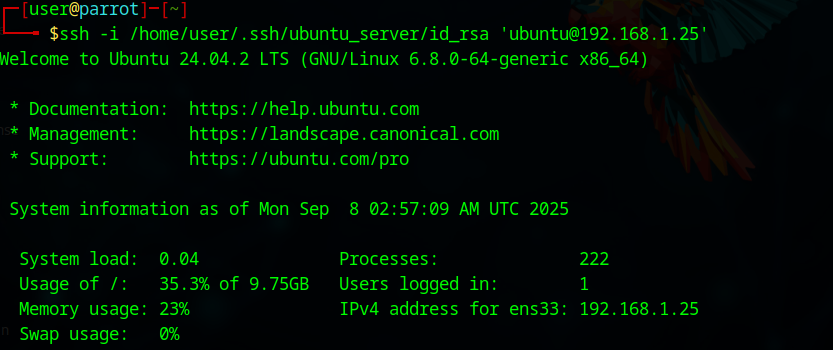 ┌─[user@parrot]─[~]
└──╼ $ssh -i /home/user/.ssh/ubuntu_server/id_rsa 'ubuntu@192.168.1.25'
Welcome to Ubuntu 24.04.2 LTS (GNU/Linux 6.8.0-64-generic x86_64)

 * Documentation:  https://help.ubuntu.com
 * Management:     https://landscape.canonical.com
 * Support:        https://ubuntu.com/pro

 System information as of Mon Sep  8 02:57:09 AM UTC 2025

  System load:  0.04                Processes:              222
  Usage of /:   35.3% of 9.75GB   Users logged in:        1
  Memory usage: 23%               IPv4 address for ens33: 192.168.1.25
  Swap usage:   0%